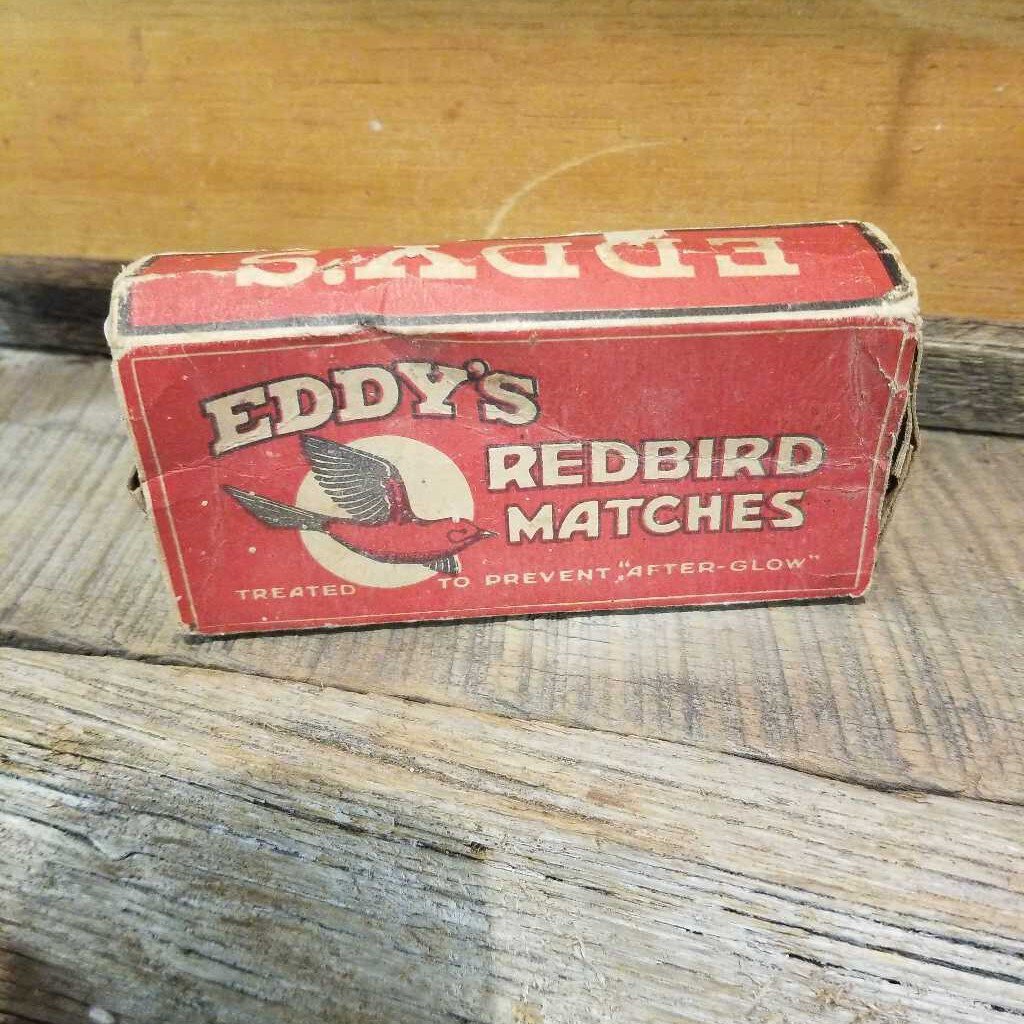 EDDY'S
EDDY'S
REDBIRD
MATCHES
TREATED TO PREVENT "AFTER-GLOW"